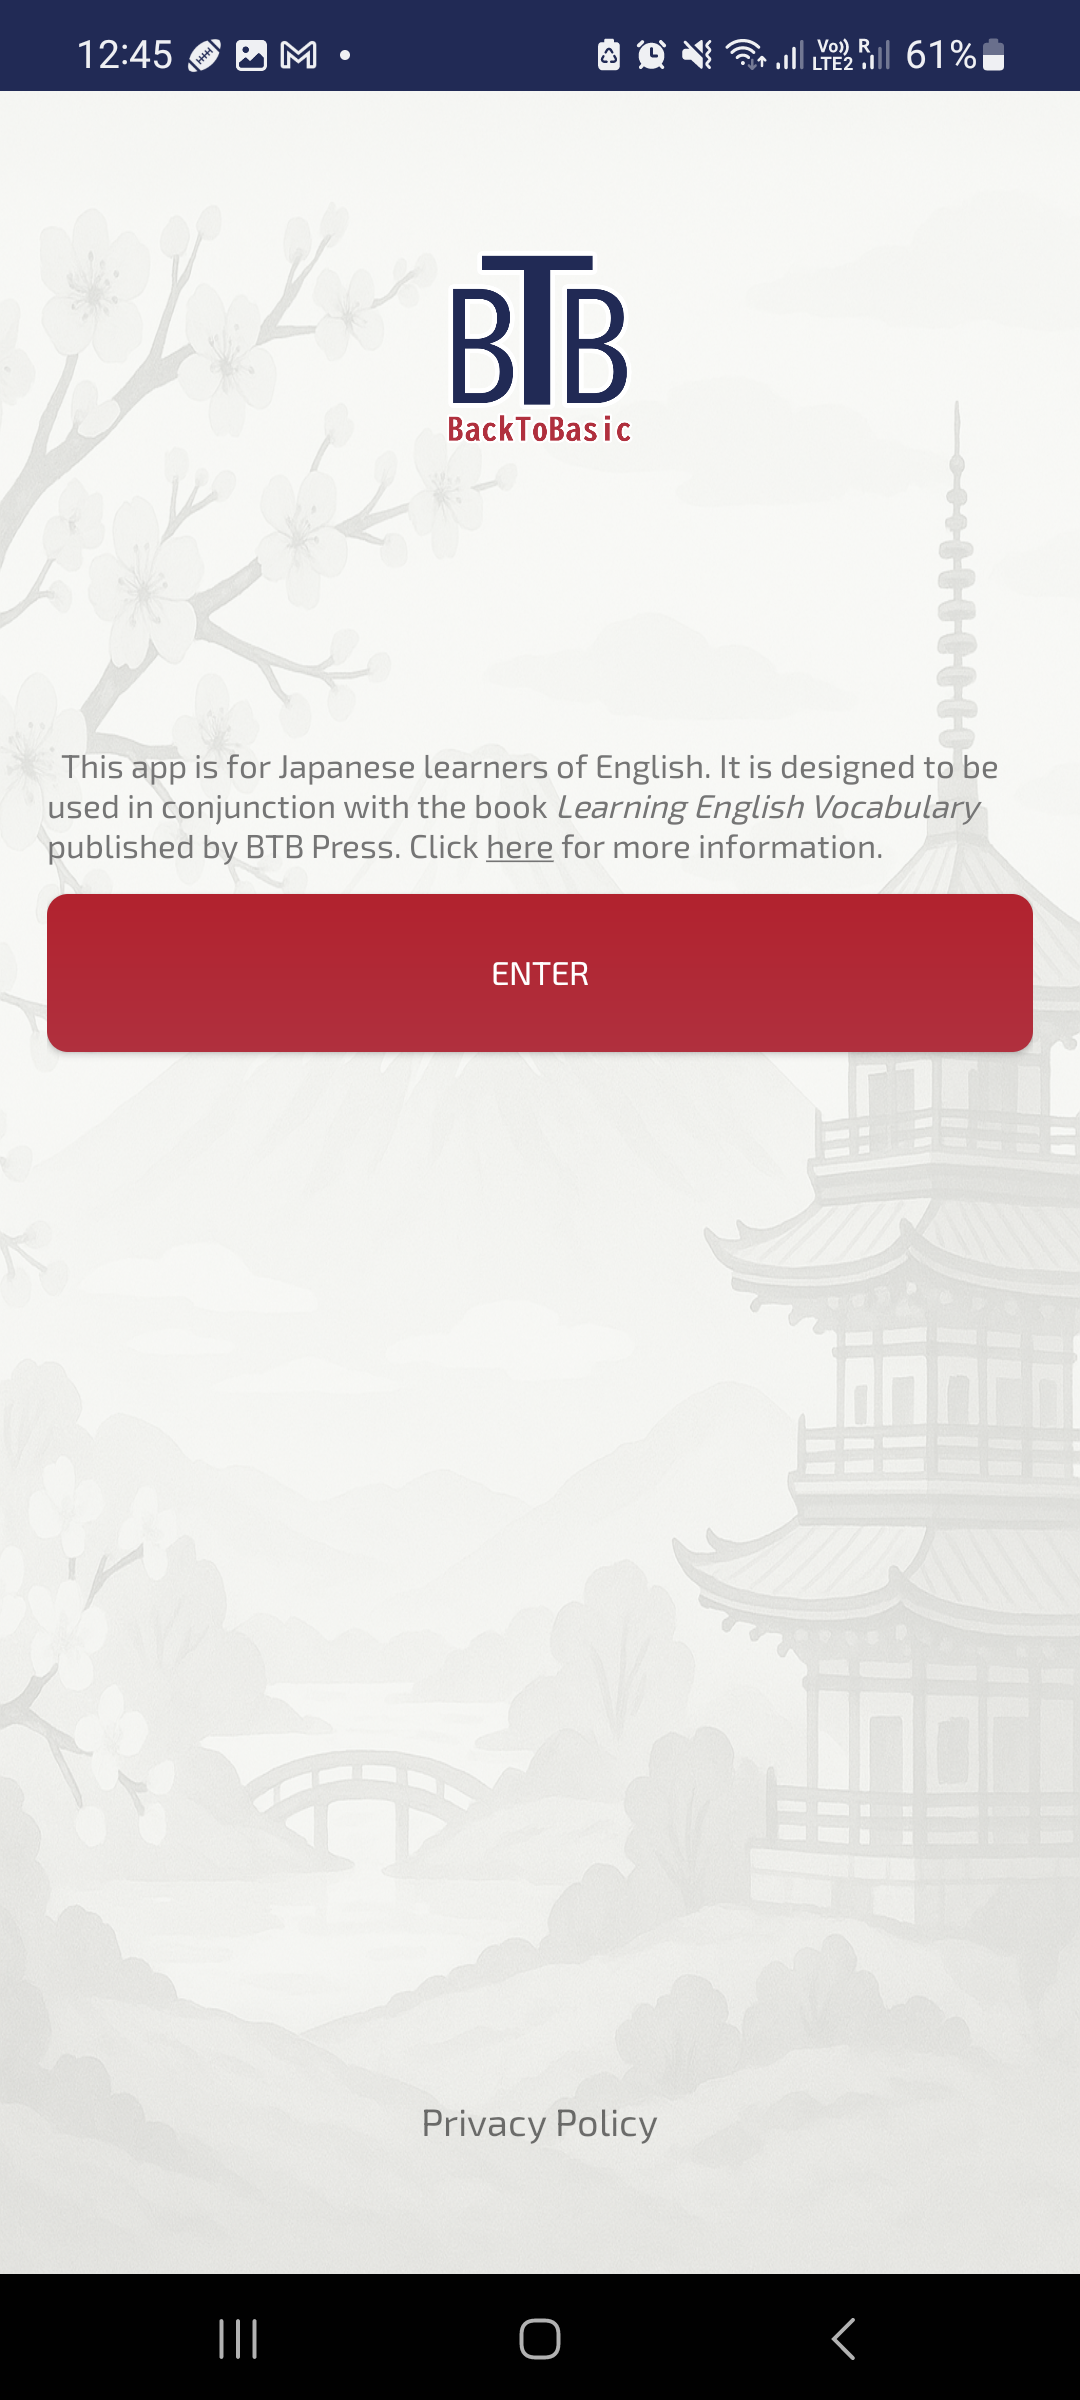 12:45
Vo)) R
LTE2
61%
BTB
BackToBasic
This app is for Japanese learners of English. It is designed to be
used in conjunction with the book Learning English Vocabulary
published by BTB Press. Click here for more information.
ENTER
Privacy Policy